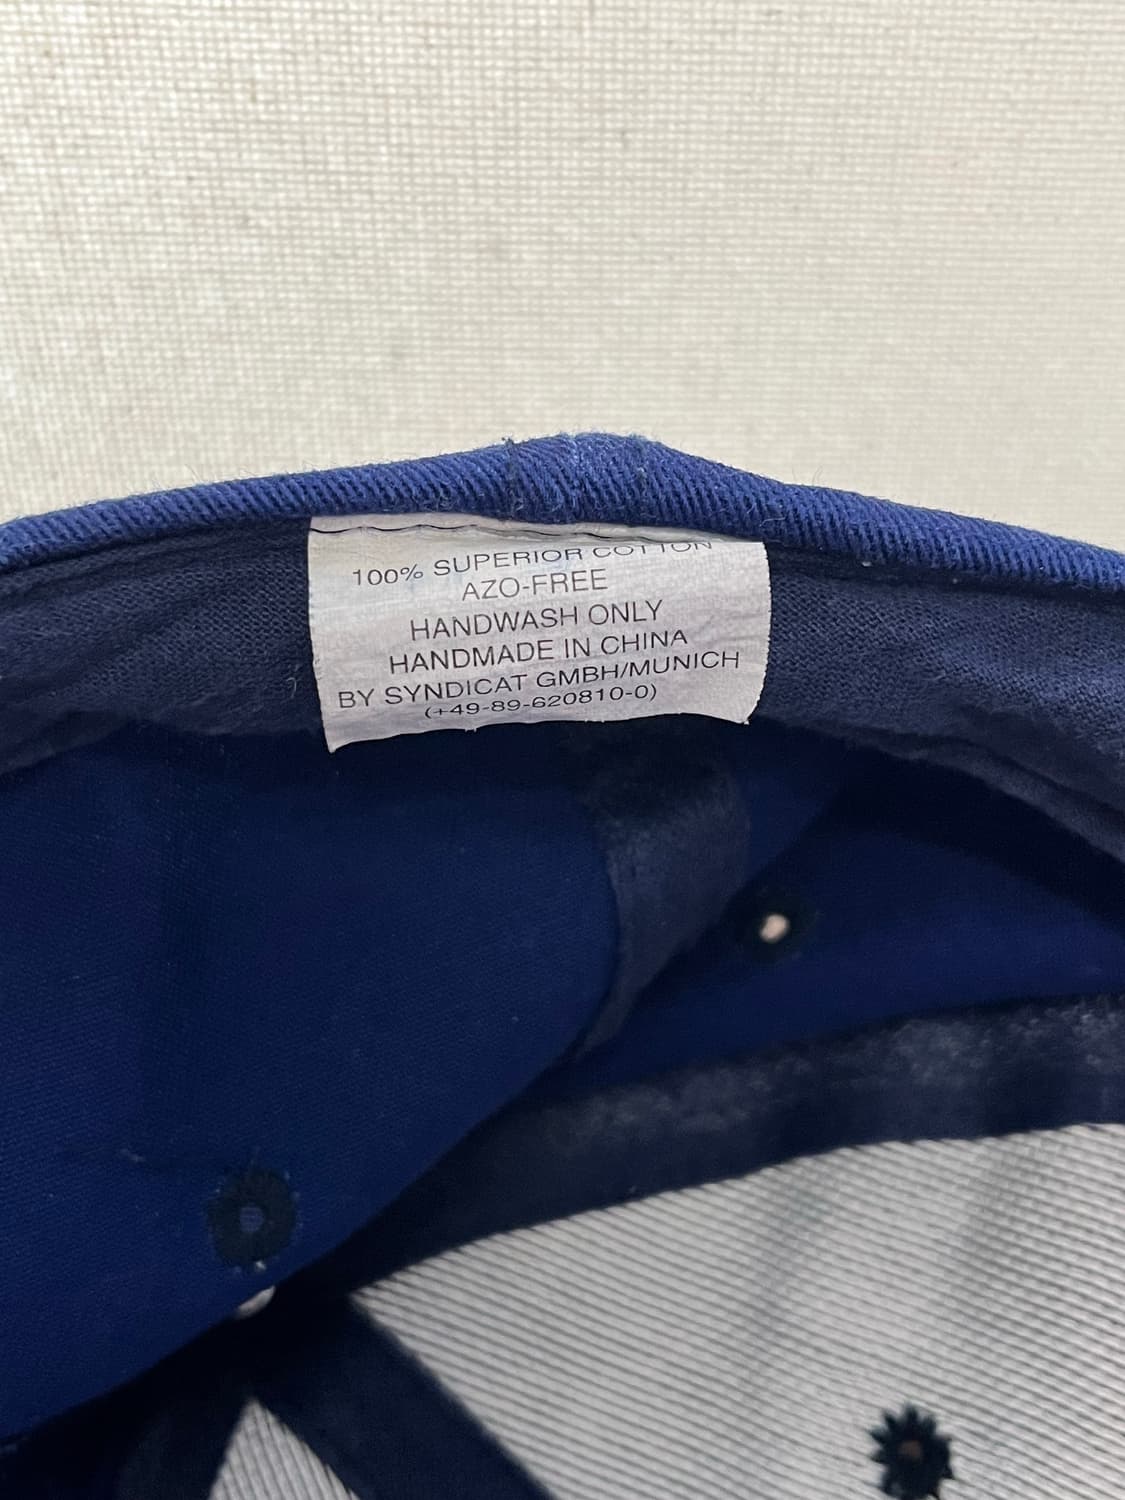 100% SUPERIOR COTTON
AZO-FREE
HANDWASH ONLY
HANDMADE IN CHINA
BY SYNDICAT GMBH/MUNICH
(+49-89-620810-0)